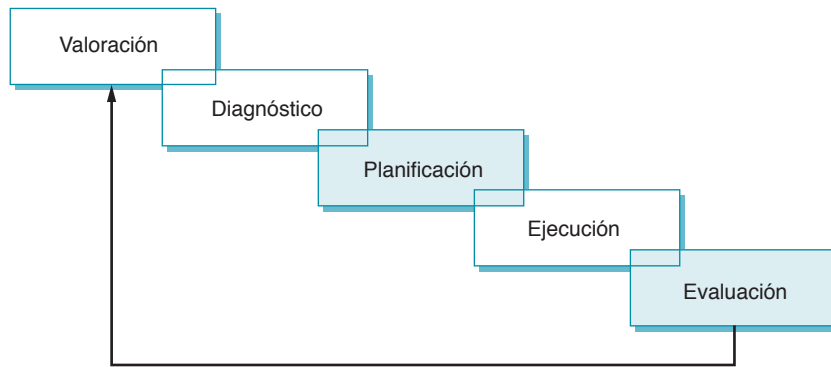 Valoración
Diagnóstico
Planificación
Ejecución
Evaluación